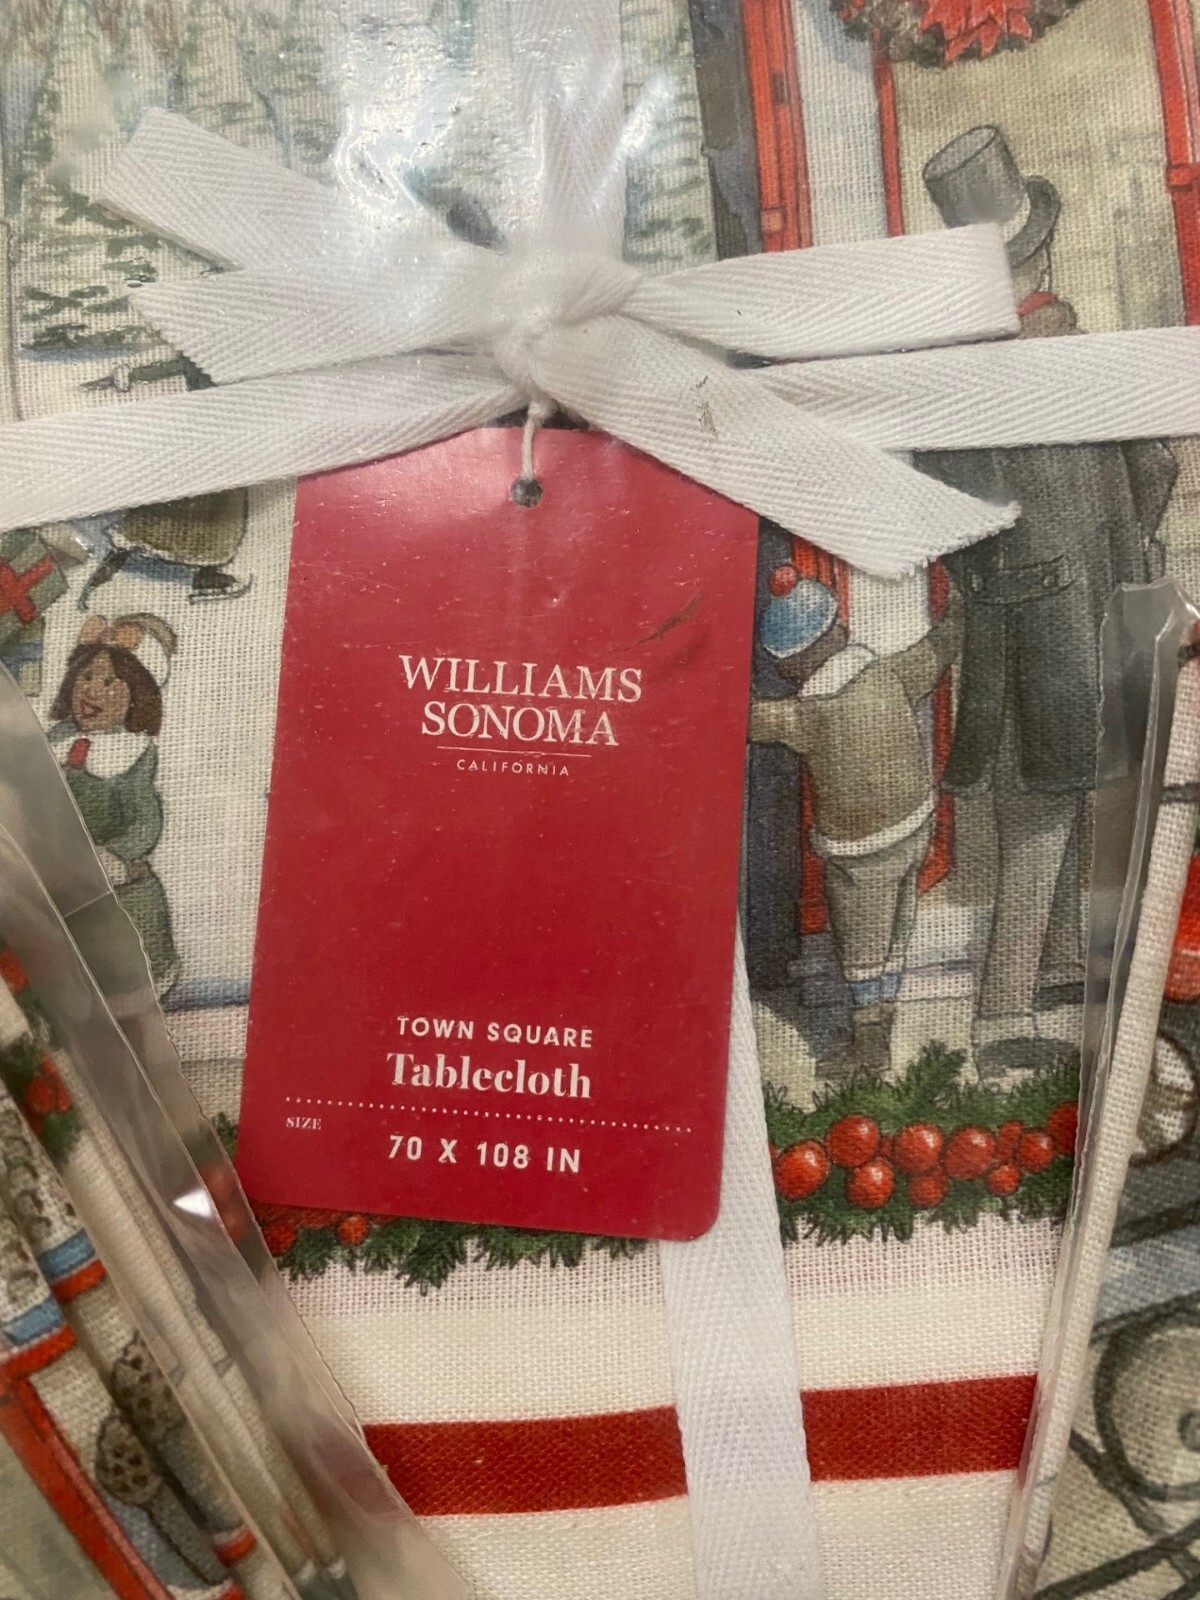 WILLIAMS
SONOMA
CALIFORNIA
TOWN SQUARE
Tablecloth
SIZE
70 X 108 IN